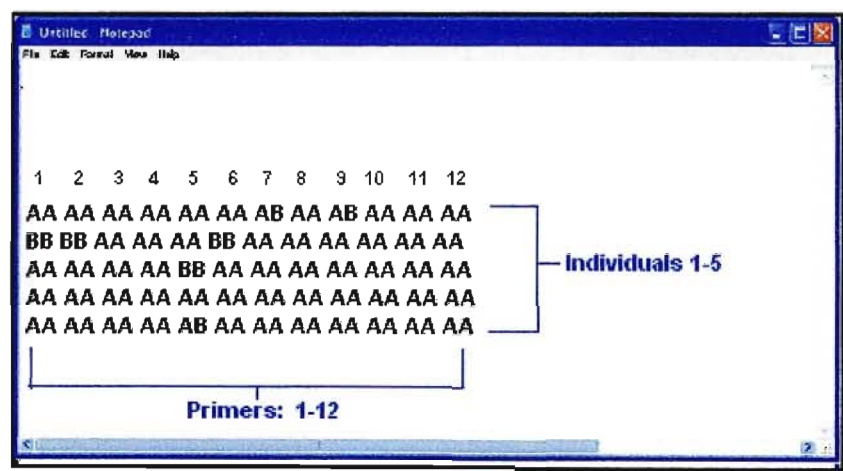 Untitled Notepad
File Edit Format View Help
1 2 3 4 5 6 7 8 9 10 11 12
AA AA AA AA AA AA AB AA AB AA AA AA
BB BB AA AA AA BB AA AA AA AA AA AA
AA AA AA AA BB AA AA AA AA AA AA AA
AA AA AA AA AA AA AA AA AA AA AA AA
AA AA AA AA AB AA AA AA AA AA AA AA
Individuals 1-5
Primers: 1-12